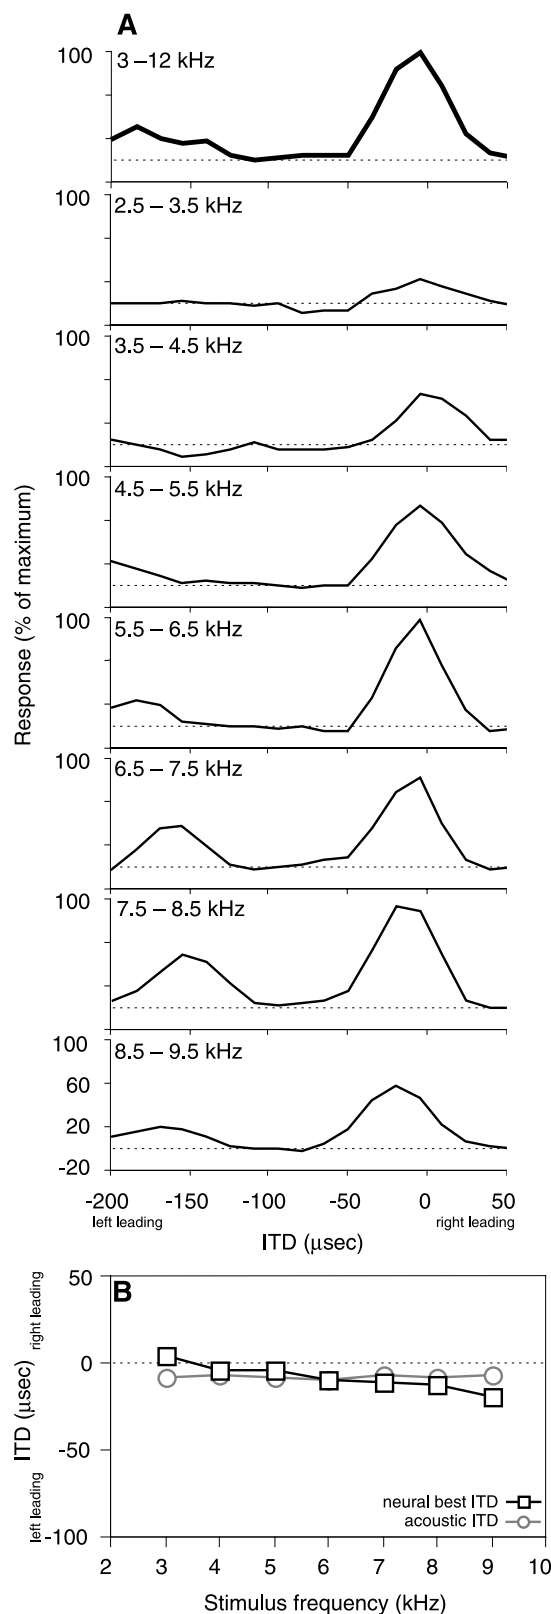 A
100
3 – 12 kHz
100
2.5 – 3.5 kHz
100
3.5 – 4.5 kHz
100
4.5 – 5.5 kHz
100
5.5 – 6.5 kHz
100
6.5 – 7.5 kHz
100
7.5 – 8.5 kHz
100
8.5 – 9.5 kHz
60
20
-20
Response (% of maximum)
-200 -150 -100 -50 0 50
left leading right leading
ITD (μsec)
B
50
0
-50
-100
left leading ITD (μsec) right leading
neural best ITD
acoustic ITD
2 3 4 5 6 7 8 9 10
Stimulus frequency (kHz)